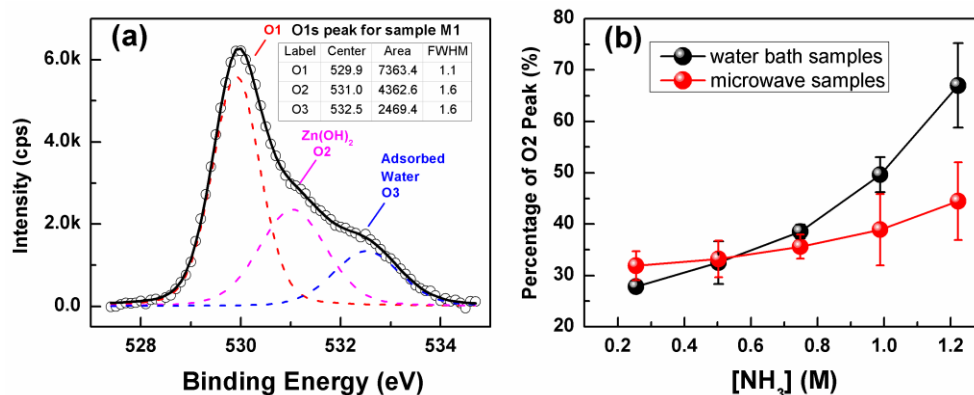 (a)
O1 O1s peak for sample M1
Label Center Area FWHM
O1 529.9 7363.4 1.1
O2 531.0 4362.6 1.6
O3 532.5 2469.4 1.6
Zn(OH)₂
O2
Adsorbed
Water
O3
6.0k
4.0k
2.0k
0.0
Intensity (cps)
528 530 532 534
Binding Energy (eV)
(b)
water bath samples
microwave samples
80
70
60
50
40
30
20
Percentage of O2 Peak (%)
0.2 0.4 0.6 0.8 1.0 1.2
[NH₃] (M)